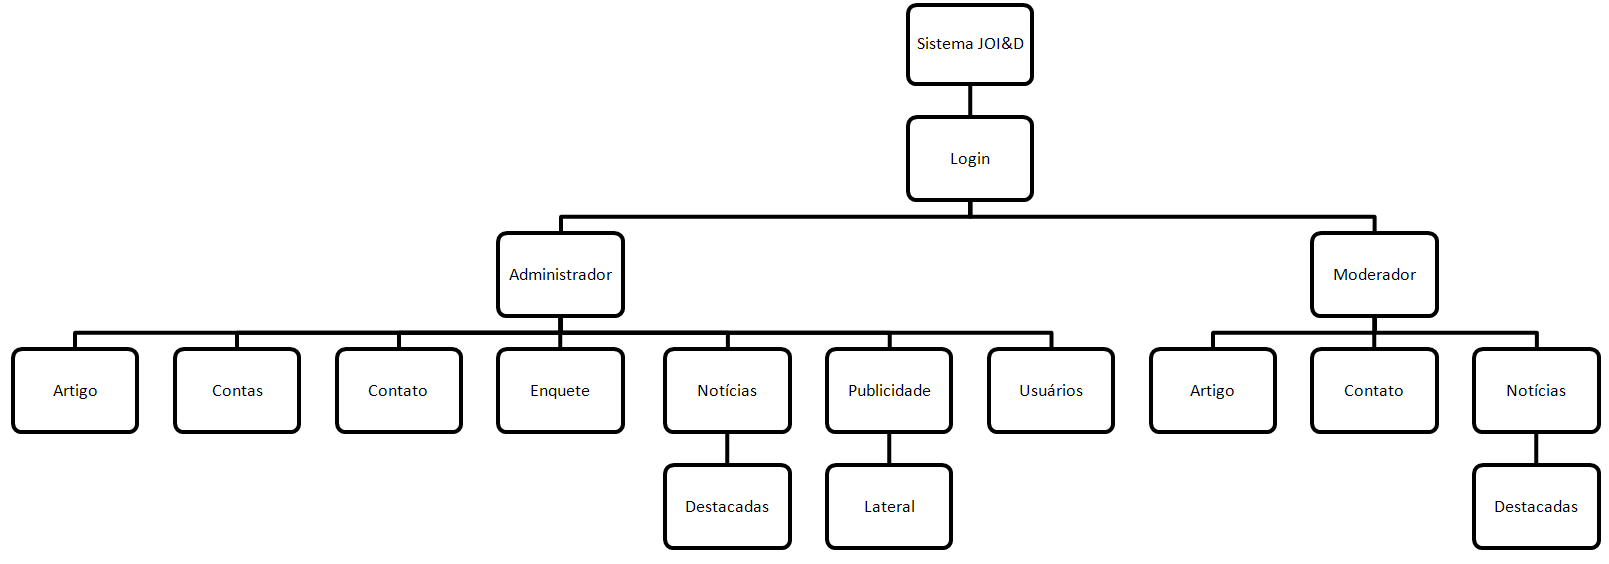 Sistema JOI&D
Login
Administrador
Moderador
Artigo
Contas
Contato
Enquete
Notícias
Publicidade
Usuários
Artigo
Contato
Notícias
Destacadas
Lateral
Destacadas